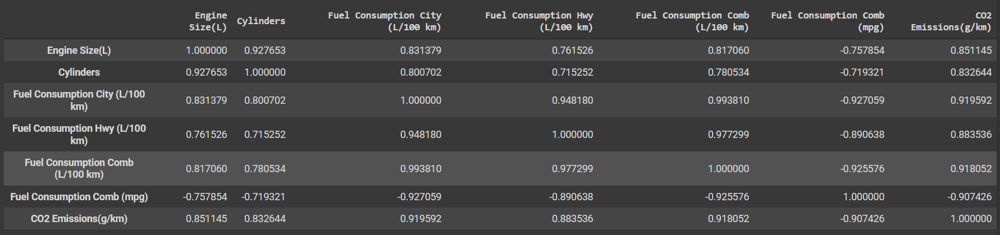 Engine Size(L) Cylinders Fuel Consumption City (L/100 km) Fuel Consumption Hwy (L/100 km) Fuel Consumption Comb (L/100 km) Fuel Consumption Comb (mpg) CO2 Emissions(g/km)
Engine Size(L) 1.000000 0.927653 0.831379 0.761526 0.817060 -0.757854 0.851145
Cylinders 0.927653 1.000000 0.800702 0.715252 0.780534 -0.719321 0.832644
Fuel Consumption City (L/100 km) 0.831379 0.800702 1.000000 0.948180 0.993810 -0.927059 0.919592
Fuel Consumption Hwy (L/100 km) 0.761526 0.715252 0.948180 1.000000 0.977299 -0.890638 0.883536
Fuel Consumption Comb (L/100 km) 0.817060 0.780534 0.993810 0.977299 1.000000 -0.925576 0.918052
Fuel Consumption Comb (mpg) -0.757854 -0.719321 -0.927059 -0.890638 -0.925576 1.000000 -0.907426
CO2 Emissions(g/km) 0.851145 0.832644 0.919592 0.883536 0.918052 -0.907426 1.000000